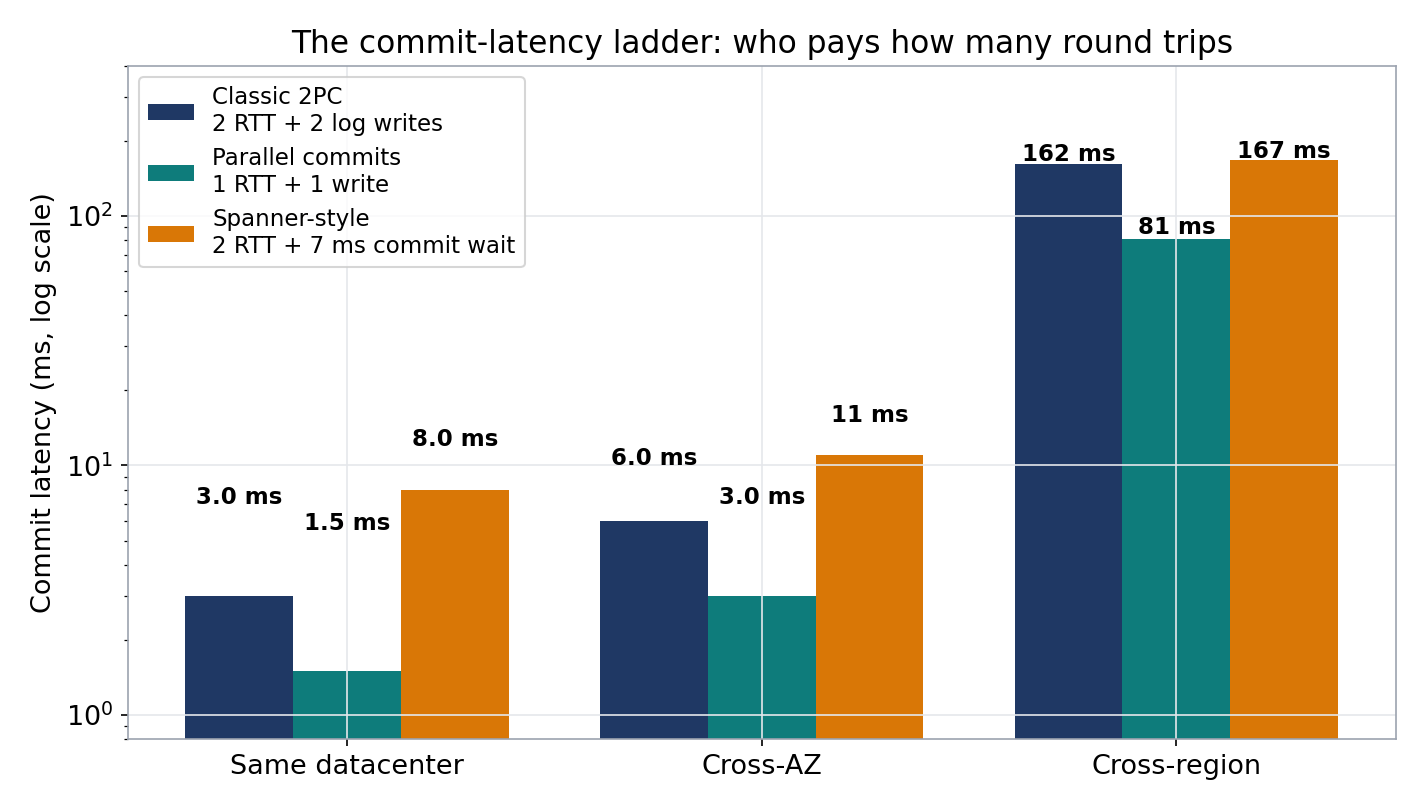 The commit-latency ladder: who pays how many round trips
Classic 2PC
2 RTT + 2 log writes
Parallel commits
1 RTT + 1 write
Spanner-style
2 RTT + 7 ms commit wait
Commit latency (ms, log scale)
10²
10¹
10⁰
3.0 ms
1.5 ms
8.0 ms
6.0 ms
3.0 ms
11 ms
162 ms
81 ms
167 ms
Same datacenter
Cross-AZ
Cross-region